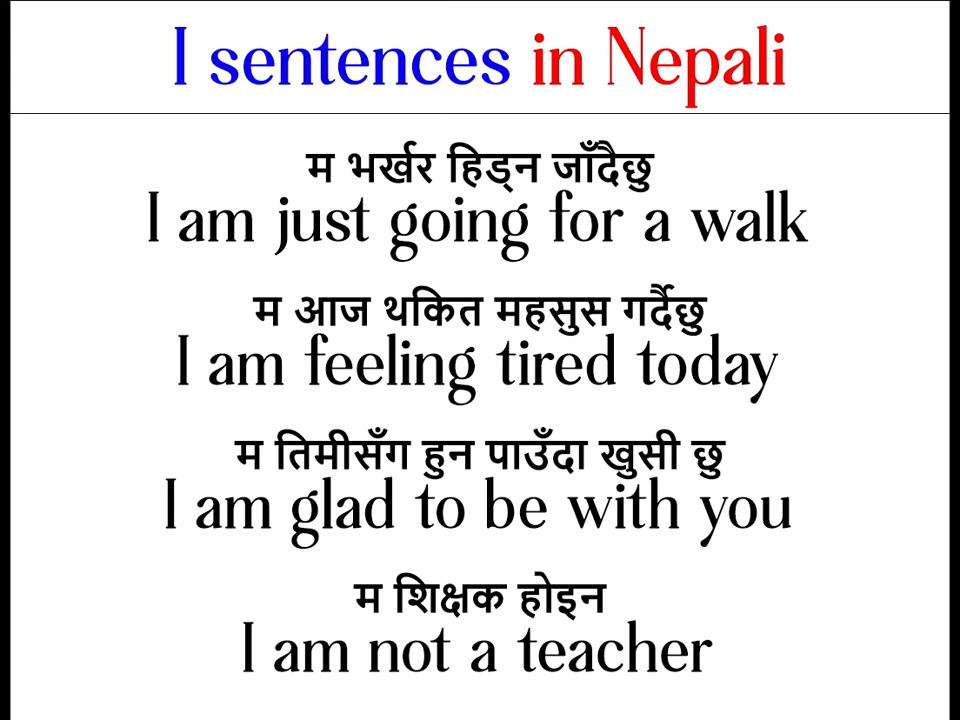 I sentences in Nepali
म भर्खर हिड्न जाँदैछु
I am just going for a walk
म आज थकित महसुस गर्दैछु
I am feeling tired today
म तिमीसँग हुन पाउँदा खुसी छु
I am glad to be with you
म शिक्षक होइन
I am not a teacher